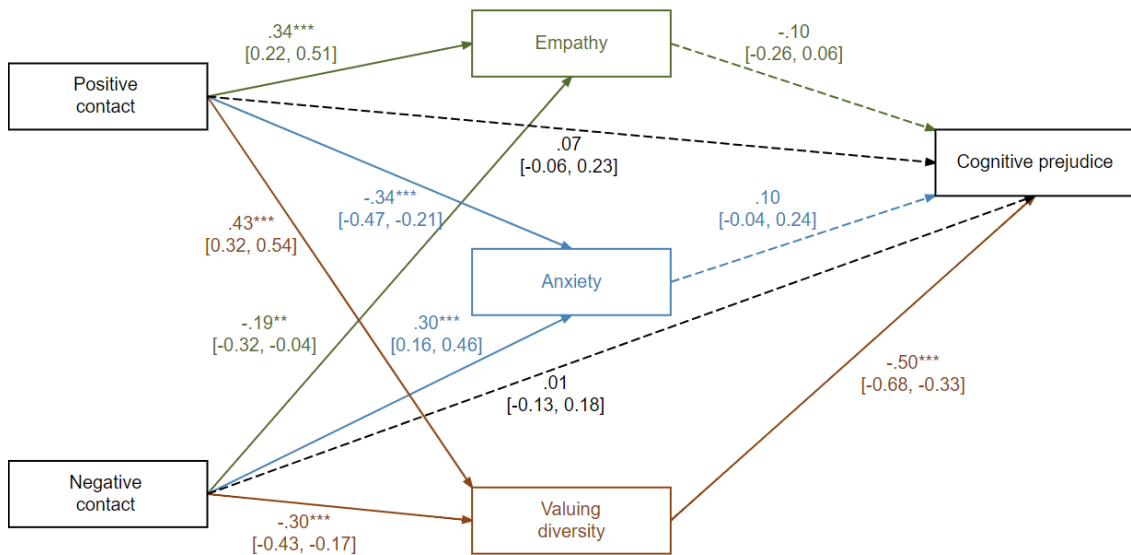 .34***
[0.22, 0.51]
Empathy
-.10
[-0.26, 0.06]
Positive
contact
.07
[-0.06, 0.23]
Cognitive prejudice
-.34***
[-0.47, -0.21]
.10
[-0.04, 0.24]
.43***
[0.32, 0.54]
Anxiety
-.19**
[-0.32, -0.04]
.30***
[0.16, 0.46]
.01
[-0.13, 0.18]
-.50***
[-0.68, -0.33]
Negative
contact
-.30***
[-0.43, -0.17]
Valuing
diversity